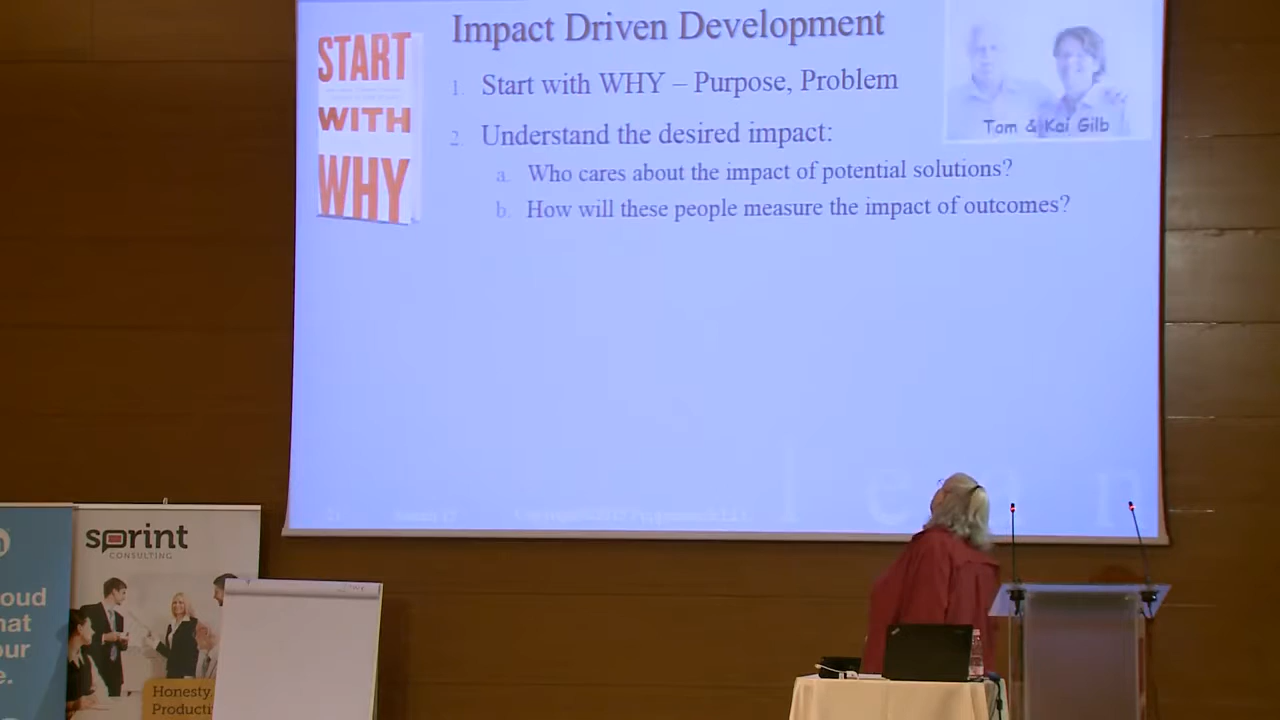 Impact Driven Development
START
WITH
WHY
1. Start with WHY – Purpose, Problem
2. Understand the desired impact:
a. Who cares about the impact of potential solutions?
b. How will these people measure the impact of outcomes?
Tom & Kai Gilb
l e a n
sprint
CONSULTING
Honesty,
Producti
oud
hat
our
e.